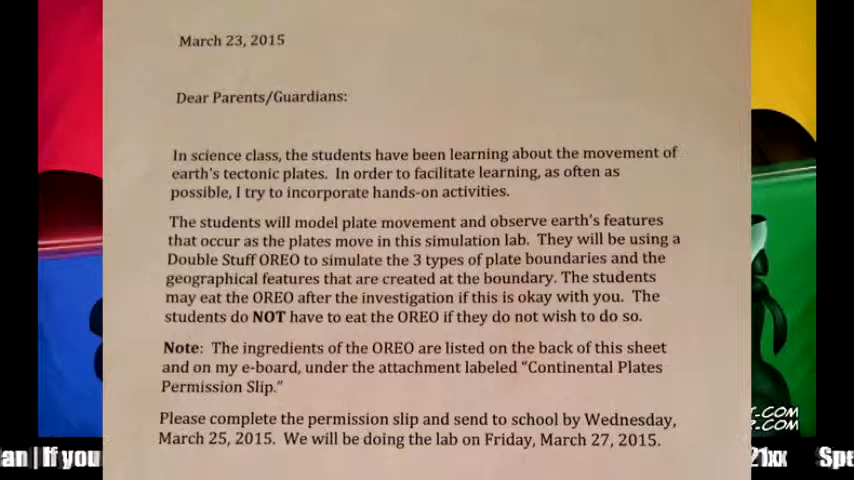 March 23, 2015
Dear Parents/Guardians:
In science class, the students have been learning about the movement of
earth's tectonic plates. In order to facilitate learning, as often as
possible, I try to incorporate hands-on activities.
The students will model plate movement and observe earth's features
that occur as the plates move in this simulation lab. They will be using a
Double Stuff OREO to simulate the 3 types of plate boundaries and the
geographical features that are created at the boundary. The students
may eat the OREO after the investigation if this is okay with you. The
students do NOT have to eat the OREO if they do not wish to do so.
Note: The ingredients of the OREO are listed on the back of this sheet
and on my e-board, under the attachment labeled "Continental Plates
Permission Slip."
Please complete the permission slip and send to school by Wednesday,
March 25, 2015. We will be doing the lab on Friday, March 27, 2015.
.COM
.COM
If you